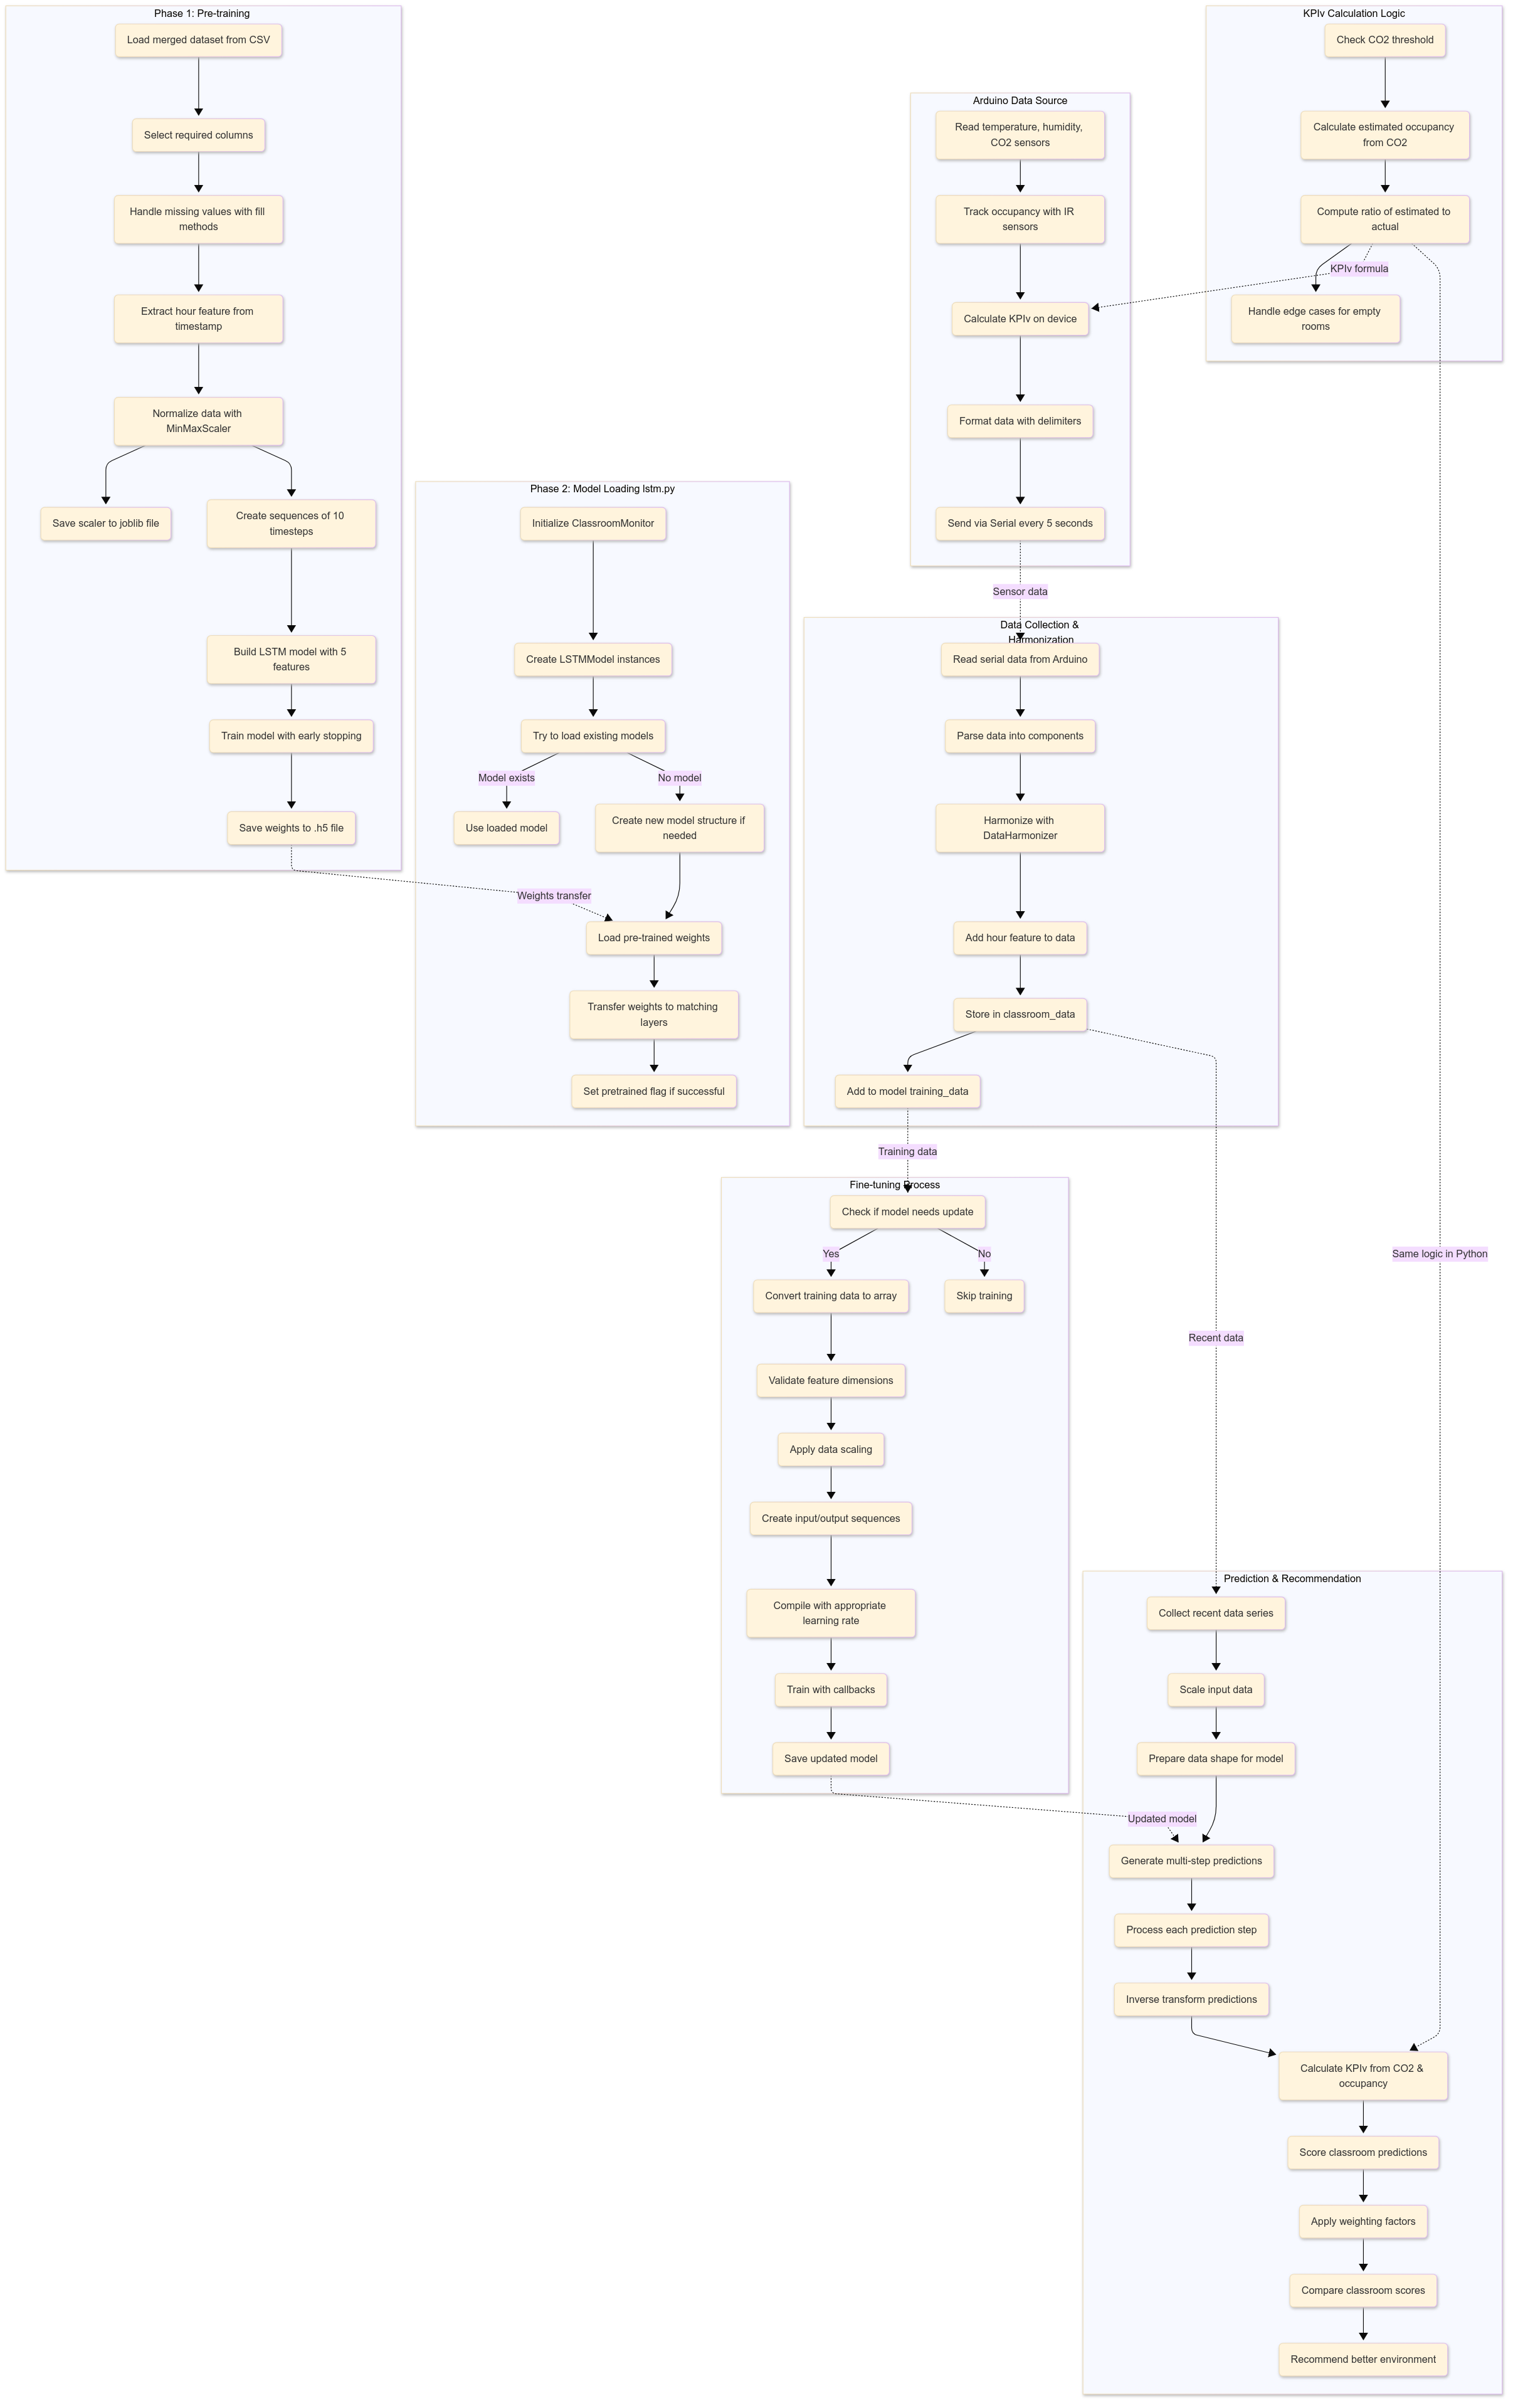 Phase 1: Pre-training
Load merged dataset from CSV
Select required columns
Handle missing values with fill
methods
Extract hour feature from
timestamp
Normalize data with
MinMaxScaler
Save scaler to joblib file
Create sequences of 10
timesteps
Build LSTM model with 5
features
Train model with early stopping
Save weights to .h5 file
Weights transfer
Phase 2: Model Loading lstm.py
Initialize ClassroomMonitor
Create LSTMModel instances
Try to load existing models
Model exists
No model
Use loaded model
Create new model structure if
needed
Load pre-trained weights
Transfer weights to matching
layers
Set pretrained flag if successful
KPIv Calculation Logic
Check CO2 threshold
Calculate estimated occupancy
from CO2
Compute ratio of estimated to
actual
KPIv formula
Handle edge cases for empty
rooms
Arduino Data Source
Read temperature, humidity,
CO2 sensors
Track occupancy with IR
sensors
Calculate KPIv on device
Format data with delimiters
Send via Serial every 5 seconds
Sensor data
Data Collection &
Harmonization
Read serial data from Arduino
Parse data into components
Harmonize with
DataHarmonizer
Add hour feature to data
Store in classroom_data
Add to model training_data
Training data
Fine-tuning Process
Check if model needs update
Yes
No
Convert training data to array
Skip training
Validate feature dimensions
Apply data scaling
Create input/output sequences
Compile with appropriate
learning rate
Train with callbacks
Save updated model
Same logic in Python
Recent data
Prediction & Recommendation
Collect recent data series
Scale input data
Prepare data shape for model
Updated model
Generate multi-step predictions
Process each prediction step
Inverse transform predictions
Calculate KPIv from CO2 &
occupancy
Score classroom predictions
Apply weighting factors
Compare classroom scores
Recommend better environment